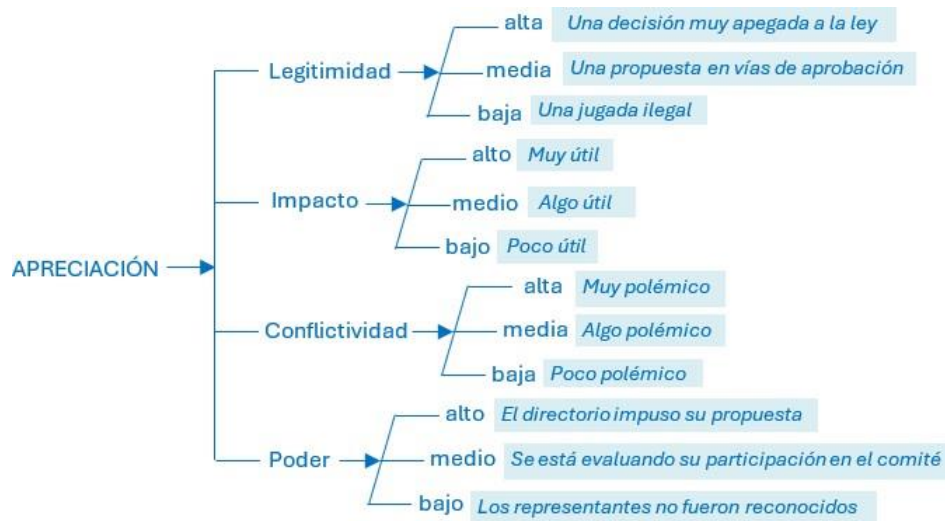 alta Una decisión muy apegada a la ley
Legitimidad media Una propuesta en vías de aprobación
baja Una jugada ilegal
alto Muy útil
Impacto medio Algo útil
bajo Poco útil
APRECIACIÓN
alta Muy polémico
Conflictividad media Algo polémico
baja Poco polémico
alto El directorio impuso su propuesta
Poder medio Se está evaluando su participación en el comité
bajo Los representantes no fueron reconocidos